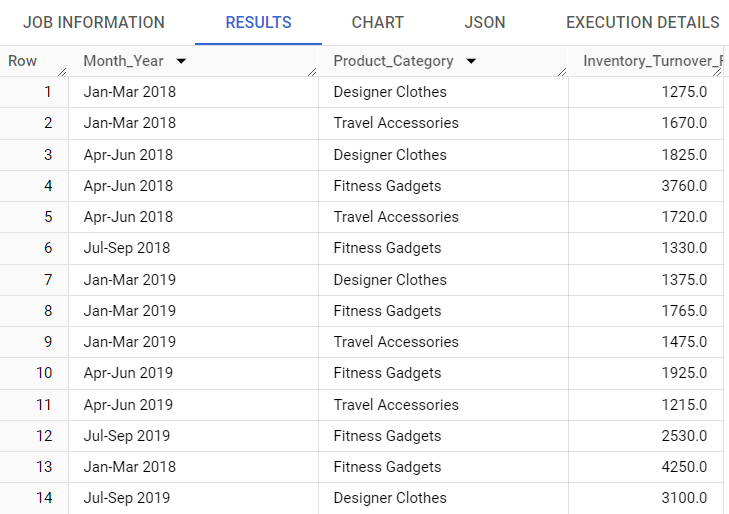 JOB INFORMATION RESULTS CHART JSON EXECUTION DETAILS
Row Month_Year Product_Category Inventory_Turnover_
1 Jan-Mar 2018 Designer Clothes 1275.0
2 Jan-Mar 2018 Travel Accessories 1670.0
3 Apr-Jun 2018 Designer Clothes 1825.0
4 Apr-Jun 2018 Fitness Gadgets 3760.0
5 Apr-Jun 2018 Travel Accessories 1720.0
6 Jul-Sep 2018 Fitness Gadgets 1330.0
7 Jan-Mar 2019 Designer Clothes 1375.0
8 Jan-Mar 2019 Fitness Gadgets 1765.0
9 Jan-Mar 2019 Travel Accessories 1475.0
10 Apr-Jun 2019 Fitness Gadgets 1925.0
11 Apr-Jun 2019 Travel Accessories 1215.0
12 Jul-Sep 2019 Fitness Gadgets 2530.0
13 Jan-Mar 2018 Fitness Gadgets 4250.0
14 Jul-Sep 2019 Designer Clothes 3100.0